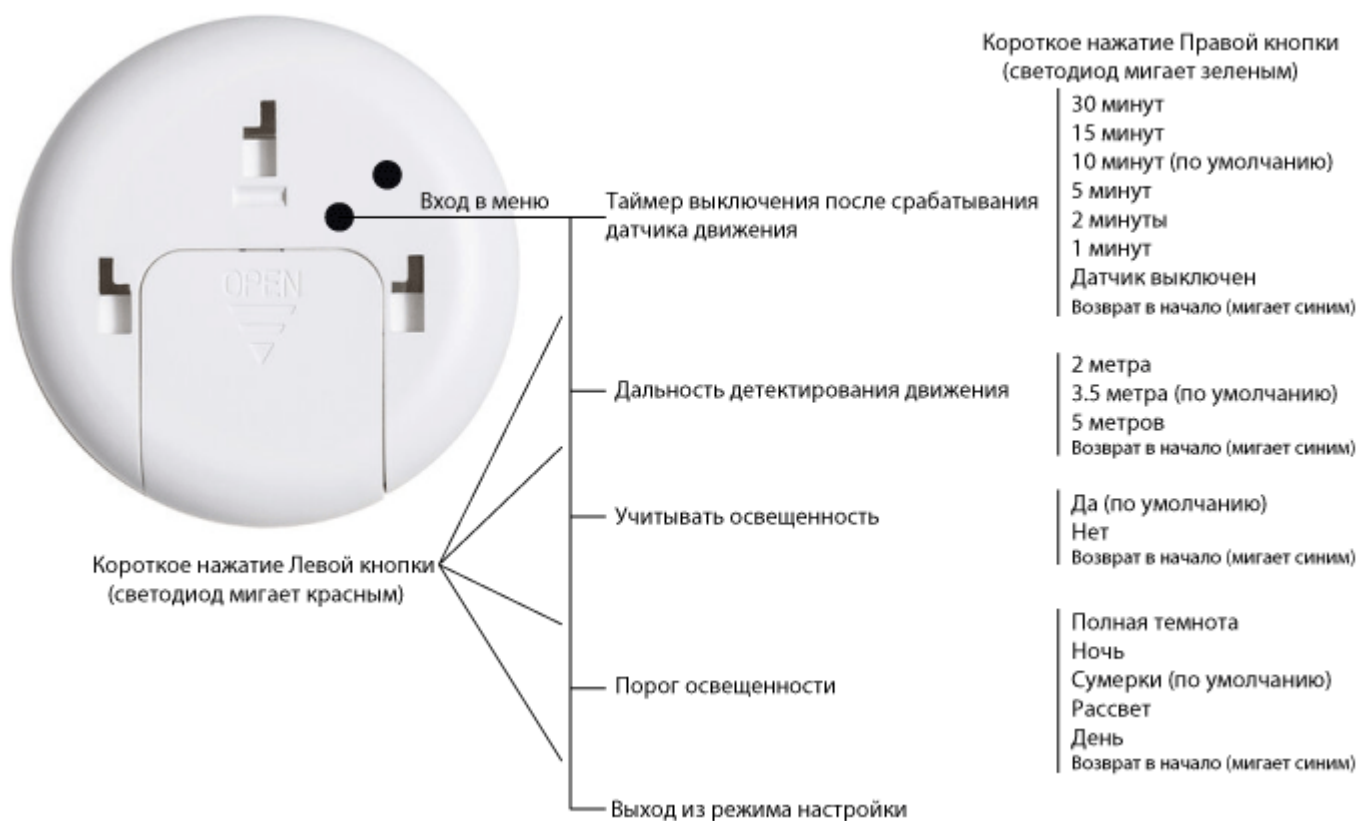 Короткое нажатие Правой кнопки
(светодиод мигает зеленым)
30 минут
15 минут
10 минут (по умолчанию)
5 минут
2 минуты
1 минут
Датчик выключен
Возврат в начало (мигает синим)
Вход в меню
Таймер выключения после срабатывания
датчика движения
OPEN
Дальность детектирования движения
2 метра
3.5 метра (по умолчанию)
5 метров
Возврат в начало (мигает синим)
Учитывать освещенность
Да (по умолчанию)
Нет
Возврат в начало (мигает синим)
Короткое нажатие Левой кнопки
(светодиод мигает красным)
Порог освещенности
Полная темнота
Ночь
Сумерки (по умолчанию)
Рассвет
День
Возврат в начало (мигает синим)
Выход из режима настройки